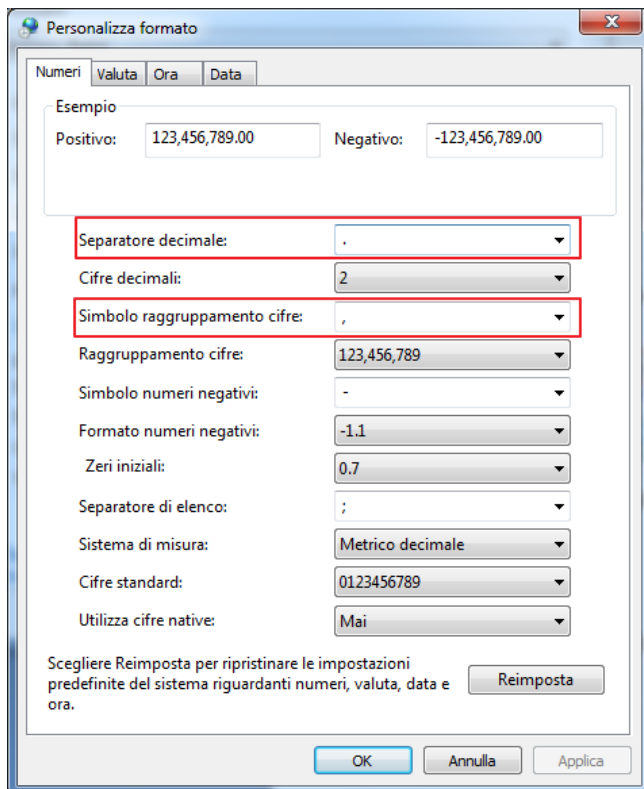 Personalizza formato
Numeri Valuta Ora Data
Esempio
Positivo: 123,456,789.00 Negativo: -123,456,789.00
Separatore decimale: .
Cifre decimali: 2
Simbolo raggruppamento cifre: ,
Raggruppamento cifre: 123,456,789
Simbolo numeri negativi: -
Formato numeri negativi: -1.1
Zeri iniziali: 0.7
Separatore di elenco: ;
Sistema di misura: Metrico decimale
Cifre standard: 0123456789
Utilizza cifre native: Mai
Scegliere Reimposta per ripristinare le impostazioni
predefinite del sistema riguardanti numeri, valuta, data e
ora.
Reimposta
OK Annulla Applica